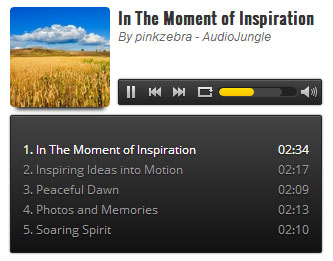 In The Moment of Inspiration
By pinkzebra - AudioJungle
1. In The Moment of Inspiration 02:34
2. Inspiring Ideas into Motion 02:17
3. Peaceful Dawn 02:09
4. Photos and Memories 02:13
5. Soaring Spirit 02:10